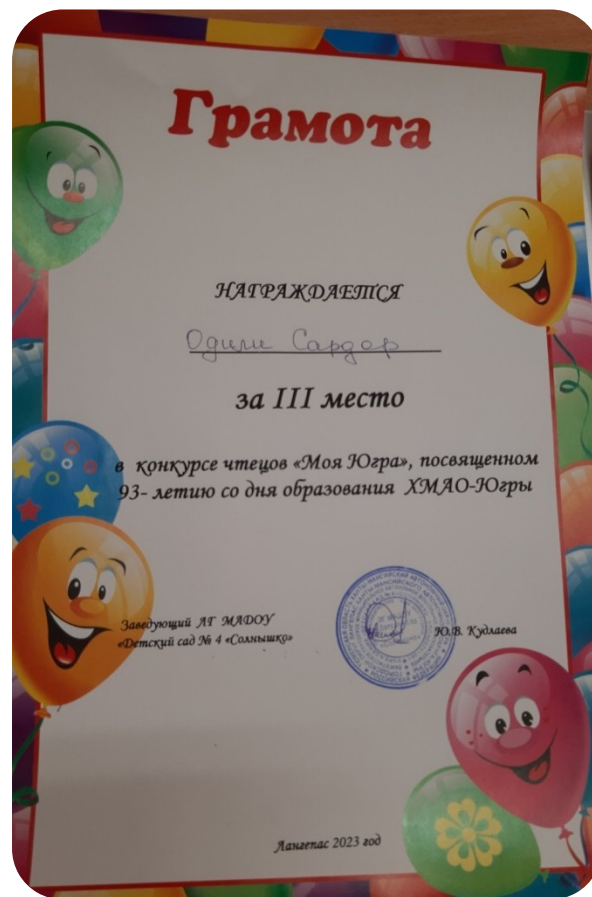 Грамота
НАГРАЖДАЕТСЯ
Одили Сардор
за III место
в конкурсе чтецов «Моя Югра», посвященном
93- летию со дня образования ХМАО-Югры
Заведующий ЛГ МАДОУ
«Детский сад № 4 «Солнышко»
Ю.В. Кудлаева
Лангепас 2023 год